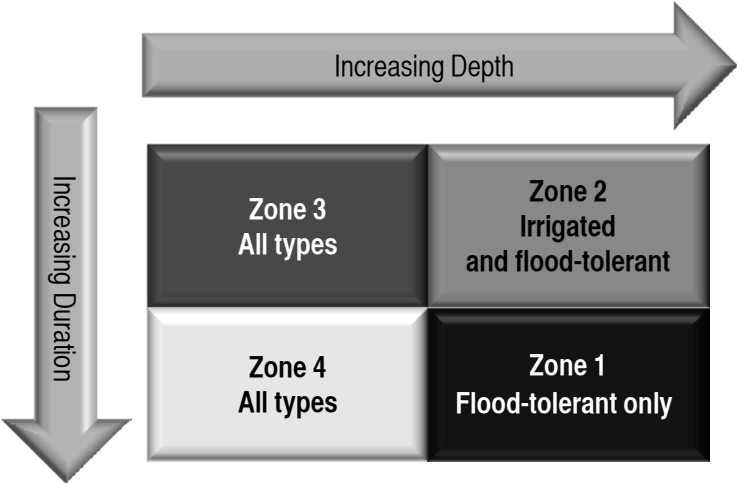 Increasing Depth
Increasing Duration
Zone 3
All types
Zone 2
Irrigated
and flood-tolerant
Zone 4
All types
Zone 1
Flood-tolerant only